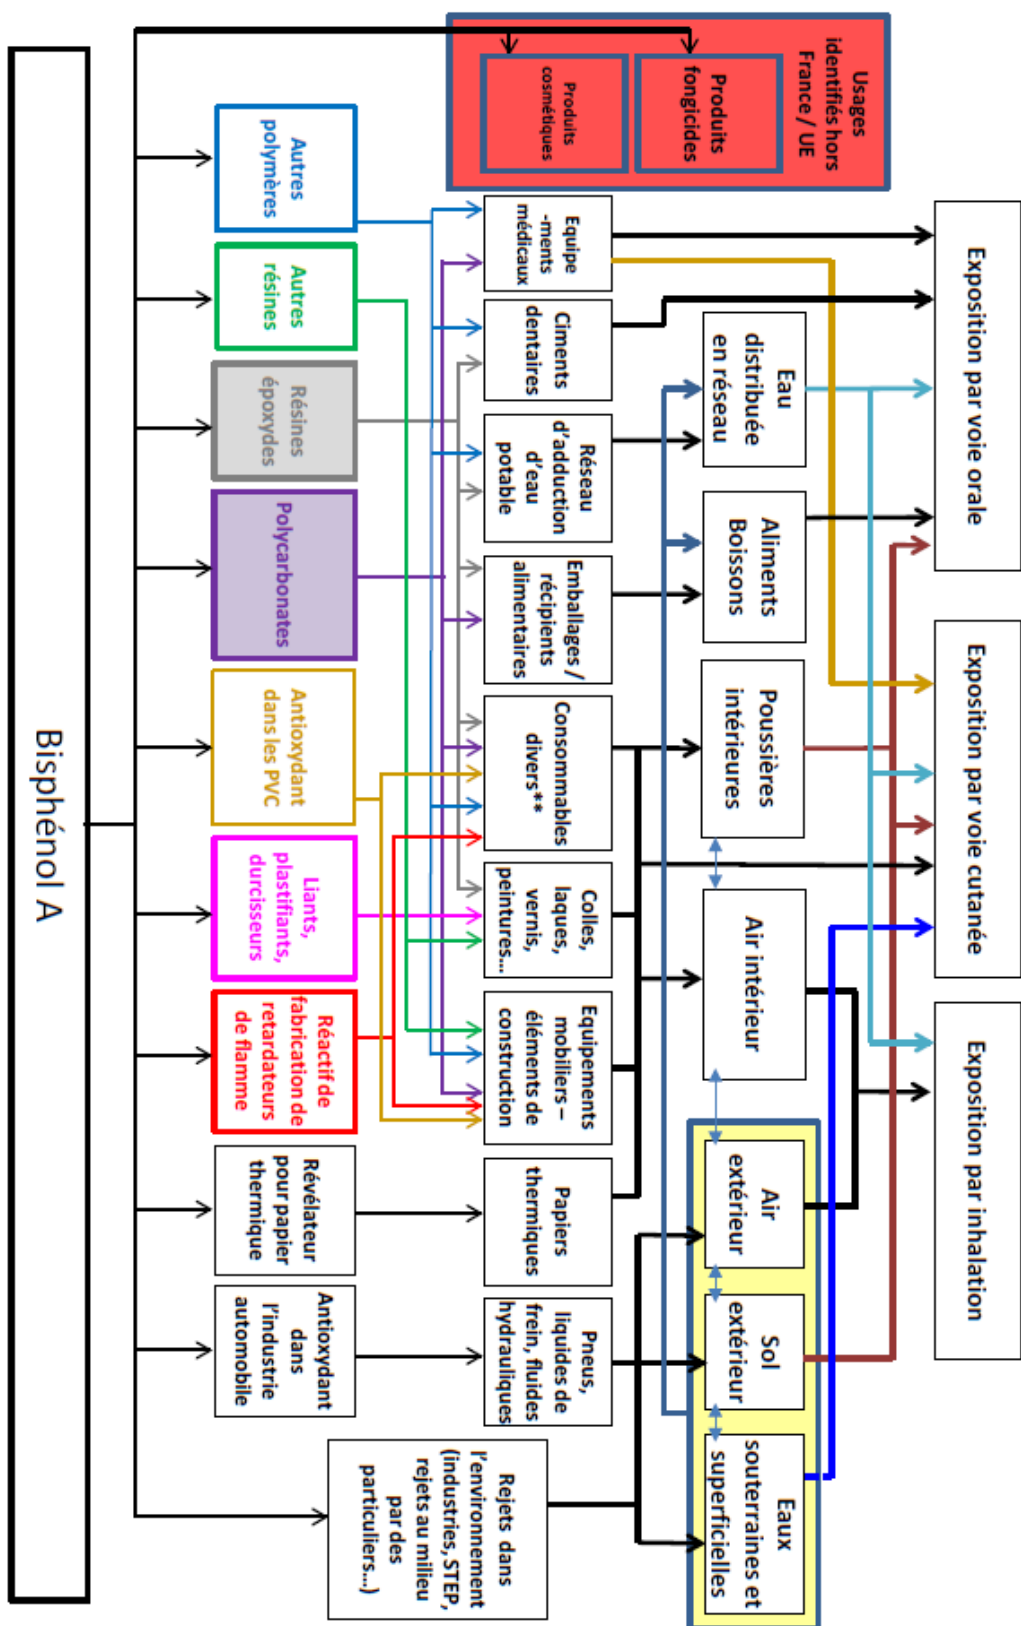 Bisphénol A
Autres
polymères
Autres
résines
Résines
époxydes
Polycarbonates
Antioxydant
dans les PVC
Liants,
plastifiants,
durcisseurs
Réactif de
fabrication de
retardateurs
de flamme
Révélateur
pour papier
thermique
Antioxydant
dans
l'industrie
automobile
Rejets dans
l'environnement
(industries, STEP,
rejets au milieu
par des
particuliers...)
Usages
identifiés hors
France / UE
Produits
fongicides
Produits
cosmétiques
Equipe
-ments
médicaux
Ciments
dentaires
Réseau
d'adduction
d'eau
potable
Emballages /
récipients
alimentaires
Consommables
divers**
Colles,
laques,
vernis,
peintures...
Equipements
mobiliers –
éléments de
construction
Papiers
thermiques
Pneus,
liquides de
frein, fluides
hydrauliques
Eau
distribuée
en réseau
Aliments
Boissons
Poussières
intérieures
Air intérieur
Air
extérieur
Sol
extérieur
Eaux
souterraines et
superficielles
Exposition par voie orale
Exposition par voie cutanée
Exposition par inhalation